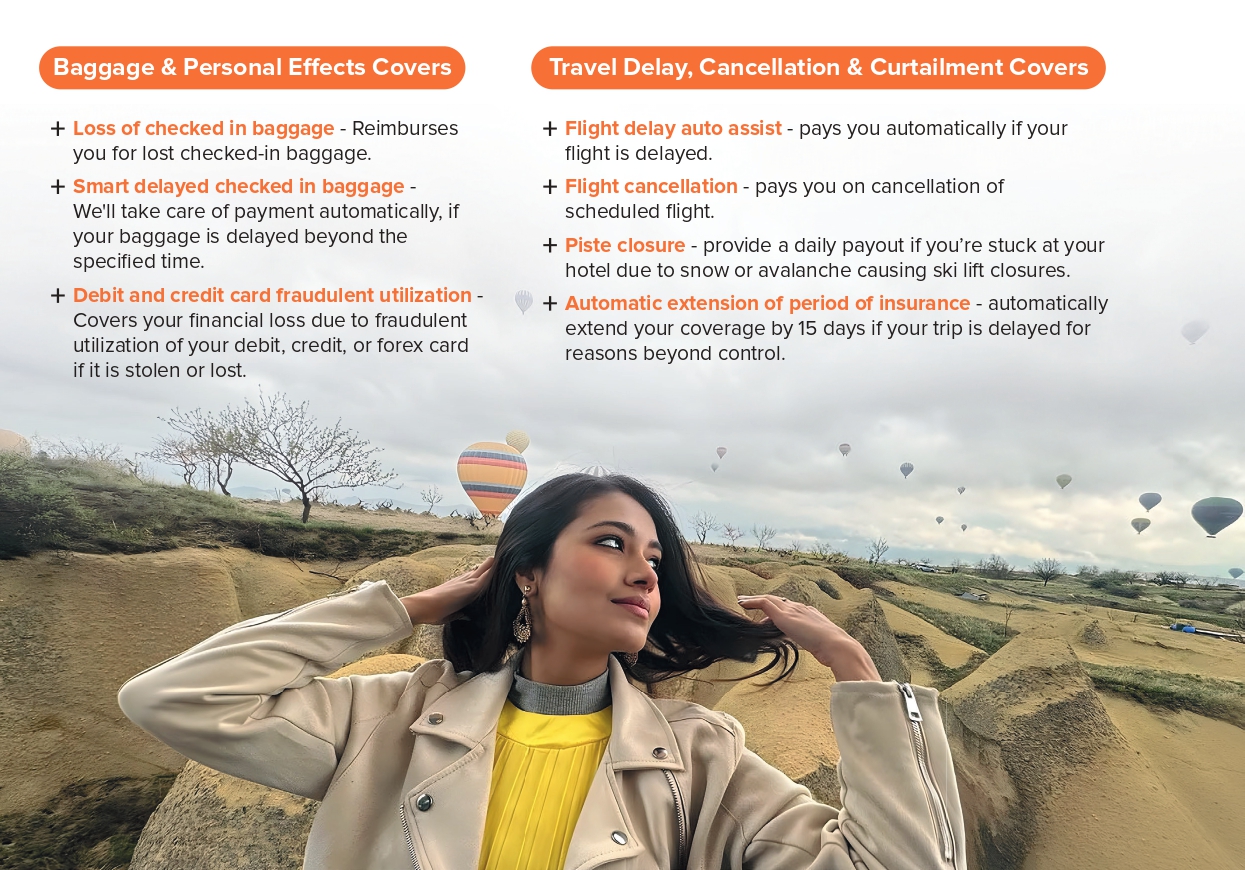 Baggage & Personal Effects Covers
+ Loss of checked in baggage - Reimburses
you for lost checked-in baggage.
+ Smart delayed checked in baggage -
We'll take care of payment automatically, if
your baggage is delayed beyond the
specified time.
+ Debit and credit card fraudulent utilization -
Covers your financial loss due to fraudulent
utilization of your debit, credit, or forex card
if it is stolen or lost.
Travel Delay, Cancellation & Curtailment Covers
+ Flight delay auto assist - pays you automatically if your
flight is delayed.
+ Flight cancellation - pays you on cancellation of
scheduled flight.
+ Piste closure - provide a daily payout if you’re stuck at your
hotel due to snow or avalanche causing ski lift closures.
+ Automatic extension of period of insurance - automatically
extend your coverage by 15 days if your trip is delayed for
reasons beyond control.